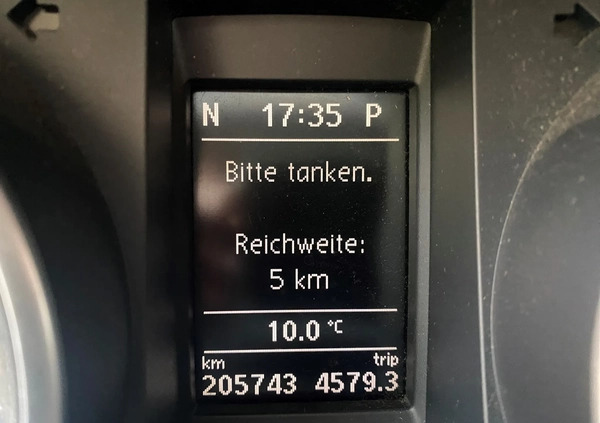 N 17:35 P
Bitte tanken.
Reichweite:
5 km
10.0 °C
km trip
205743 4579.3